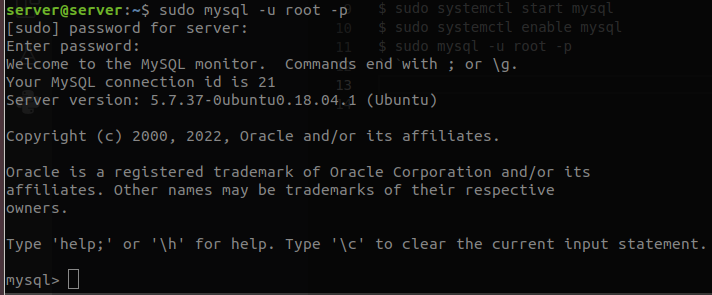 server@server:~$ sudo mysql -u root -p
[sudo] password for server:
Enter password:
Welcome to the MySQL monitor.  Commands end with ; or \g.
Your MySQL connection id is 21
Server version: 5.7.37-0ubuntu0.18.04.1 (Ubuntu)
Copyright (c) 2000, 2022, Oracle and/or its affiliates.
Oracle is a registered trademark of Oracle Corporation and/or its
affiliates. Other names may be trademarks of their respective
owners.
Type 'help;' or '\h' for help. Type '\c' to clear the current input statement.
mysql>
$ sudo systemctl start mysql
10 $ sudo systemctl enable mysql
11 $ sudo mysql -u root -p
13